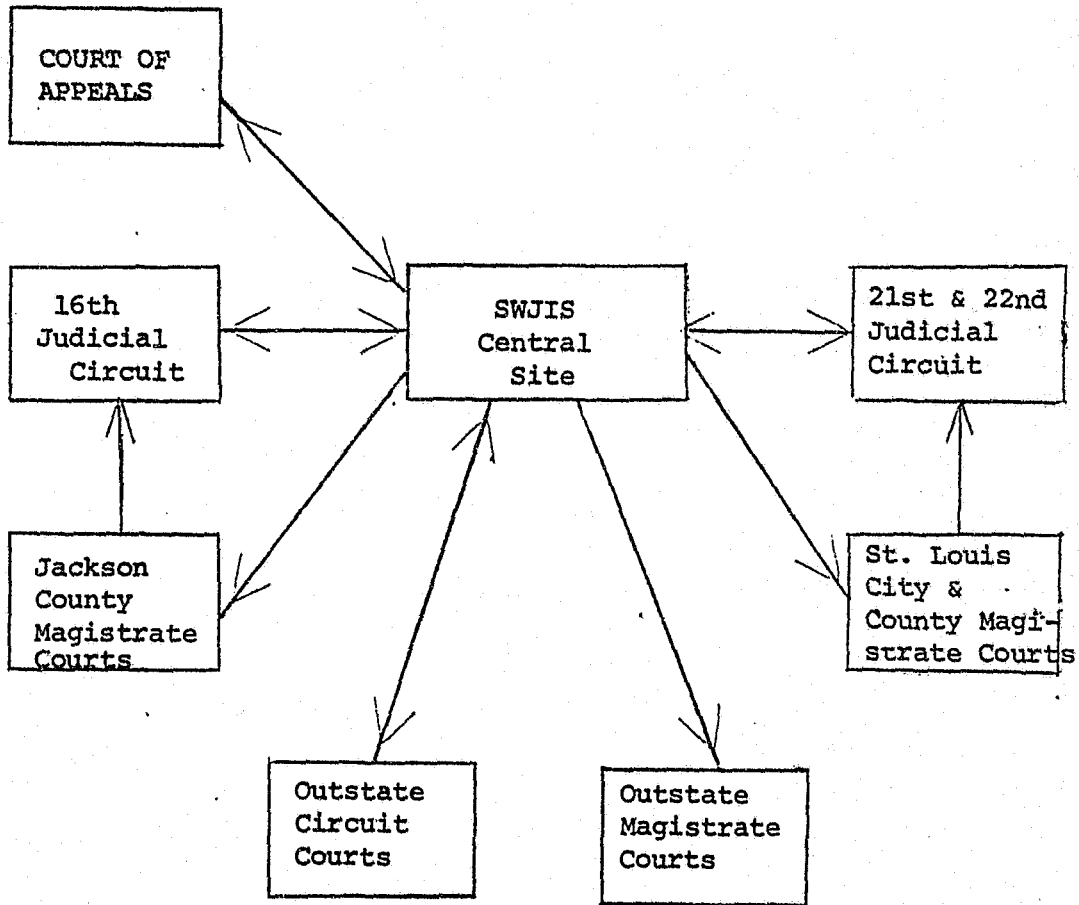 COURT OF
APPEALS
16th
Judicial
Circuit
SWJIS
Central
Site
21st & 22nd
Judicial
Circuit
Jackson
County
Magistrate
Courts
St. Louis
City &
County Magi-
strate Courts
Outstate
Circuit
Courts
Outstate
Magistrate
Courts